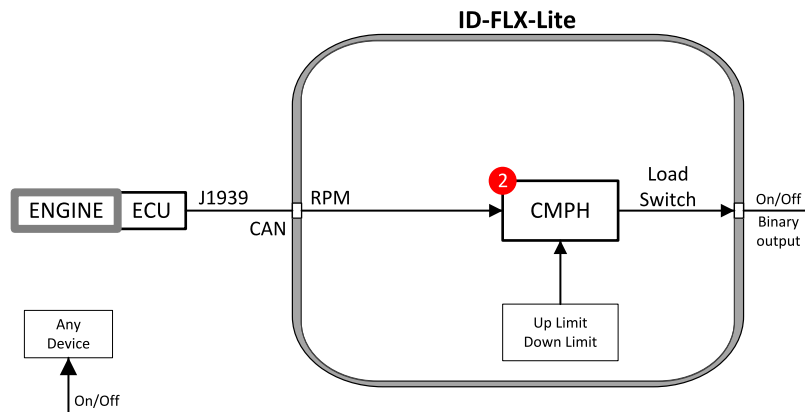 ID-FLX-Lite
ENGINE
ECU
J1939
CAN
RPM
2
CMPH
Load
Switch
On/Off
Binary
output
Up Limit
Down Limit
Any
Device
On/Off